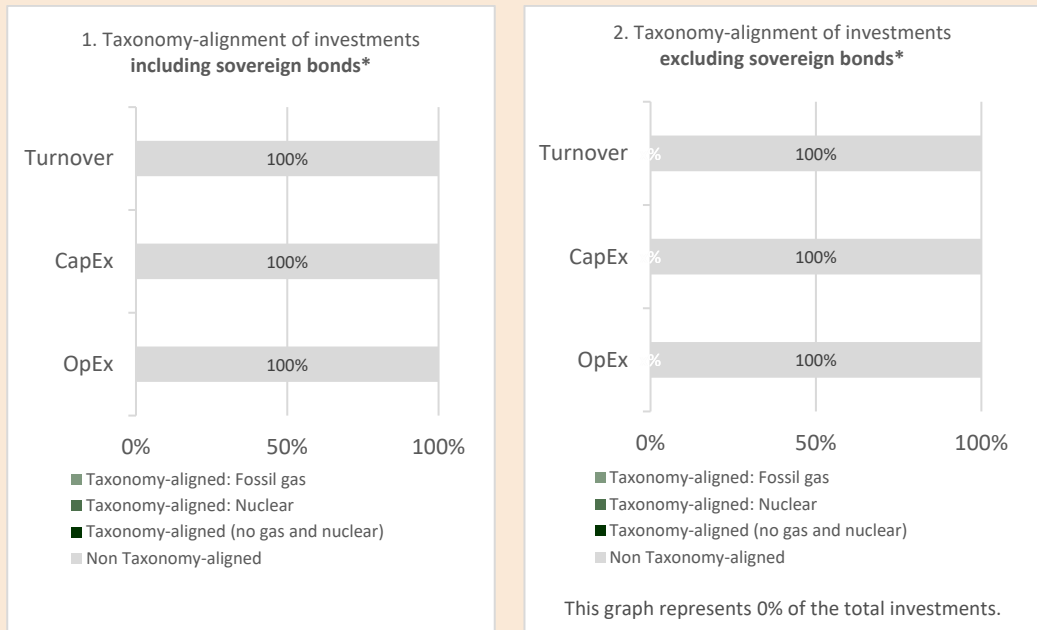 1. Taxonomy-alignment of investments
including sovereign bonds*
Turnover
100%
CapEx
100%
OpEx
100%
0%
50%
100%
Taxonomy-aligned: Fossil gas
Taxonomy-aligned: Nuclear
Taxonomy-aligned (no gas and nuclear)
Non Taxonomy-aligned
2. Taxonomy-alignment of investments
excluding sovereign bonds*
Turnover
%
100%
CapEx
%
100%
OpEx
%
100%
0%
50%
100%
Taxonomy-aligned: Fossil gas
Taxonomy-aligned: Nuclear
Taxonomy-aligned (no gas and nuclear)
Non Taxonomy-aligned
This graph represents 0% of the total investments.